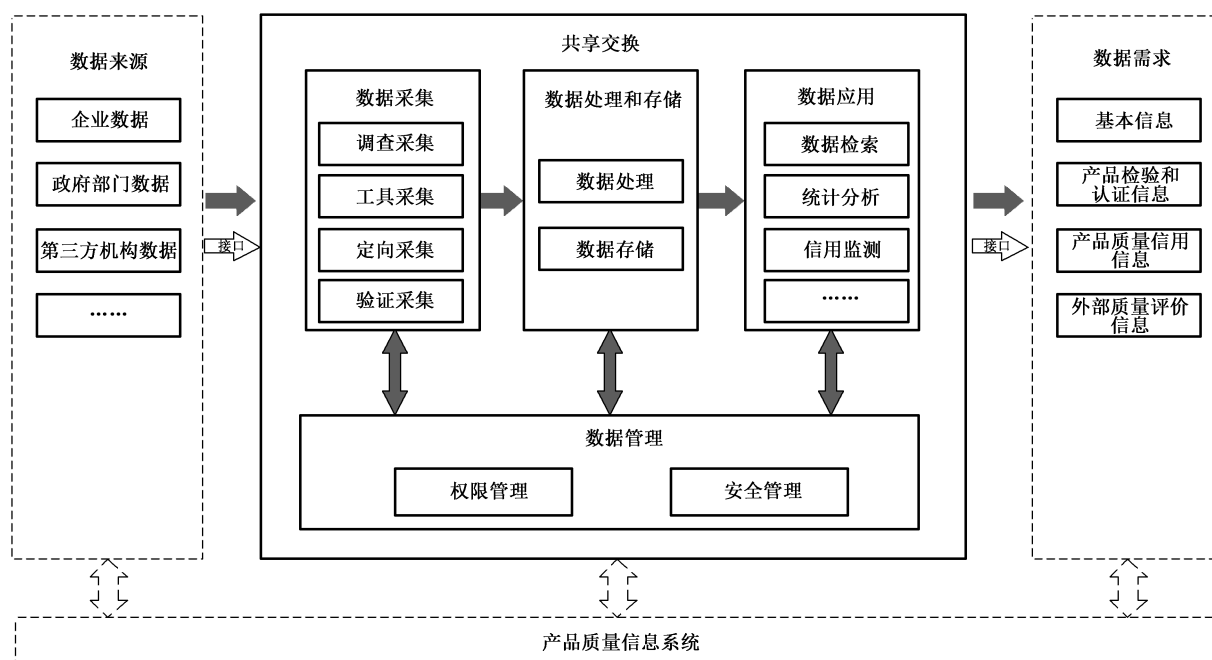 数据来源
企业数据
政府部门数据
第三方机构数据
……
接口
共享交换
数据采集
调查采集
工具采集
定向采集
验证采集
数据处理和存储
数据处理
数据存储
数据应用
数据检索
统计分析
信用监测
……
数据管理
权限管理
安全管理
接口
数据需求
基本信息
产品检验和
认证信息
产品质量信用
信息
外部质量评价
信息
产品质量信息系统